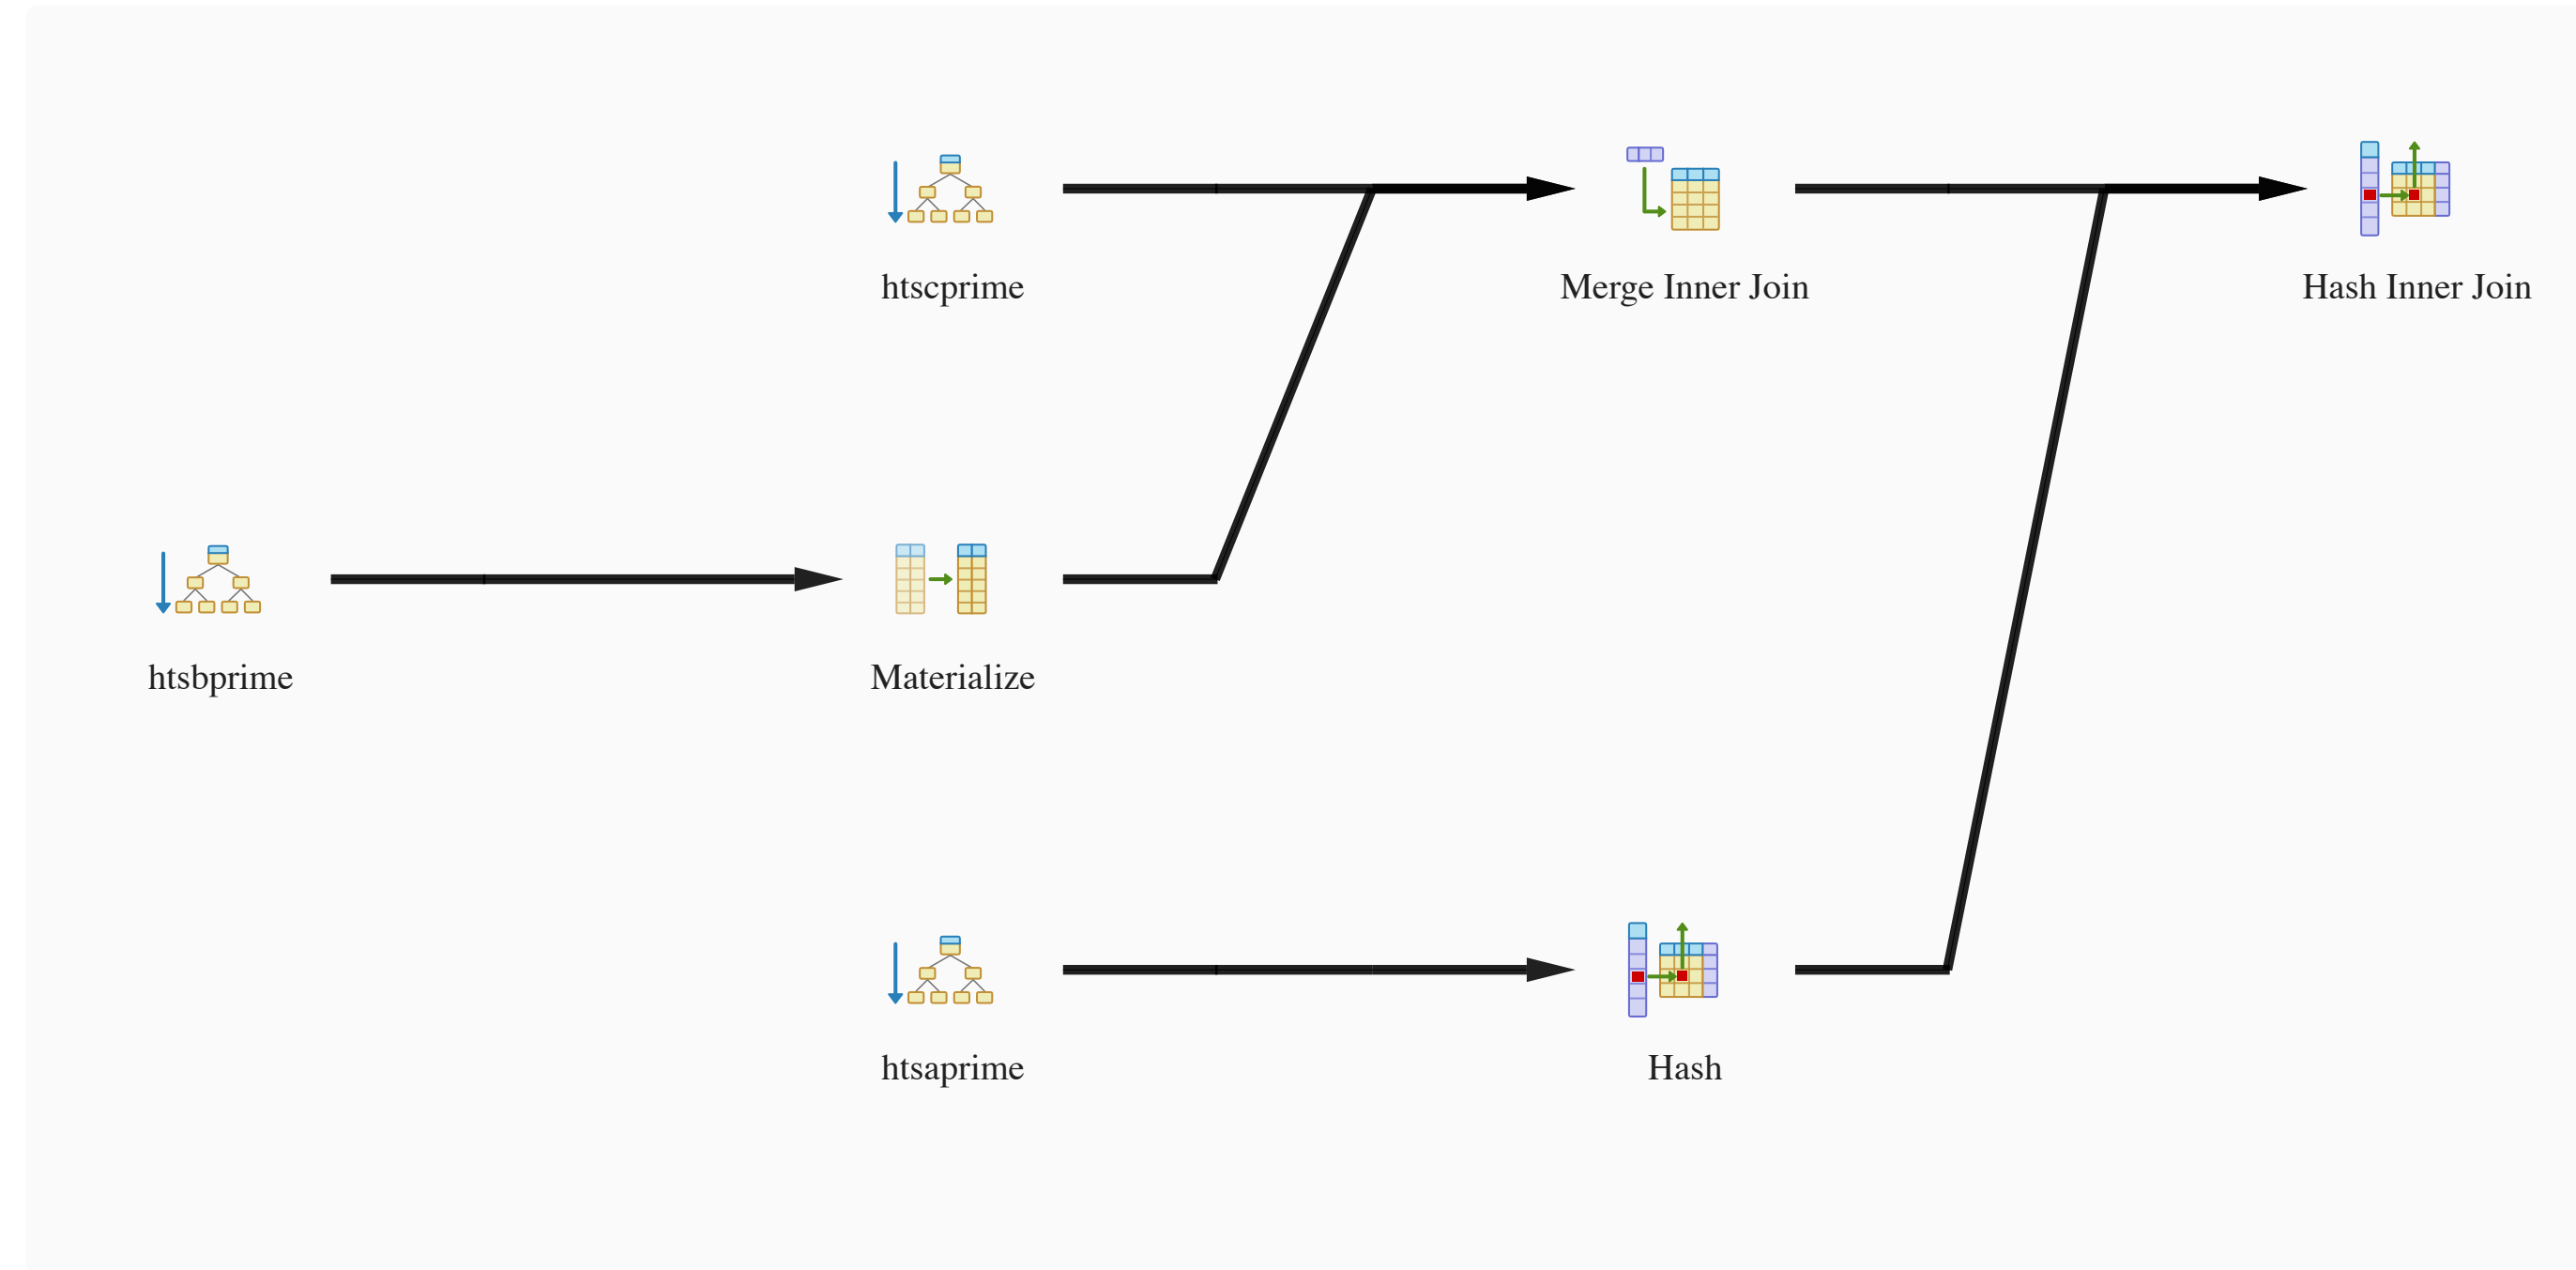 htscprime
Merge Inner Join
Hash Inner Join
htsbprime
Materialize
htsaprime
Hash